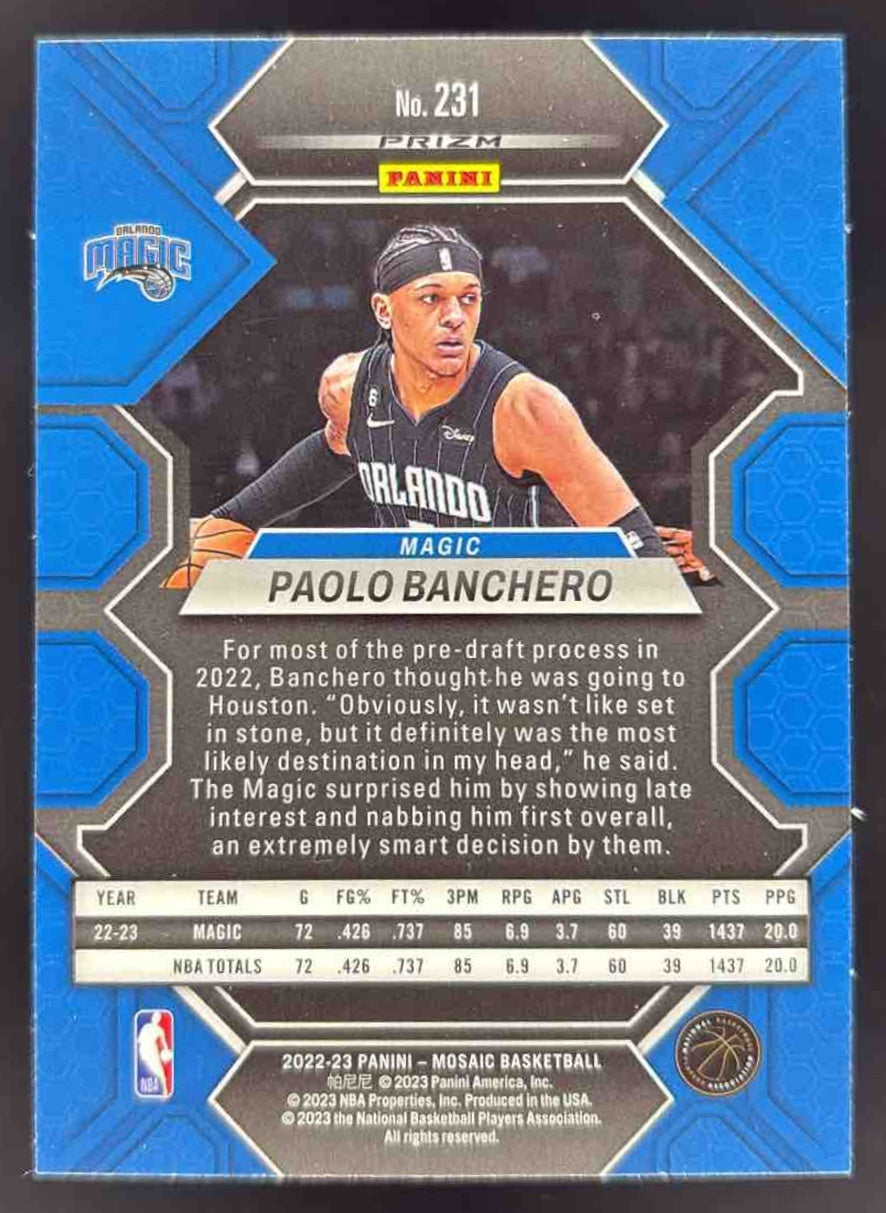 No. 231
PRIZM
PANINI
ORLANDO
MAGIC
6
Disney
ORLANDO
MAGIC
PAOLO BANCHERO
For most of the pre-draft process in
2022, Banchero thought he was going to
Houston. “Obviously, it wasn’t like set
in stone, but it definitely was the most
likely destination in my head,” he said.
The Magic surprised him by showing late
interest and nabbing him first overall,
an extremely smart decision by them.
YEAR TEAM G FG% FT% 3PM RPG APG STL BLK PTS PPG
22-23 MAGIC 72 .426 .737 85 6.9 3.7 60 39 1437 20.0
NBA TOTALS 72 .426 .737 85 6.9 3.7 60 39 1437 20.0
NBA
NATIONAL BASKETBALL
PLAYERS ASSOCIATION
2022-23 PANINI – MOSAIC BASKETBALL
帕尼尼 © 2023 Panini America, Inc.
© 2023 NBA Properties, Inc. Produced in the USA.
© 2023 the National Basketball Players Association.
All rights reserved.